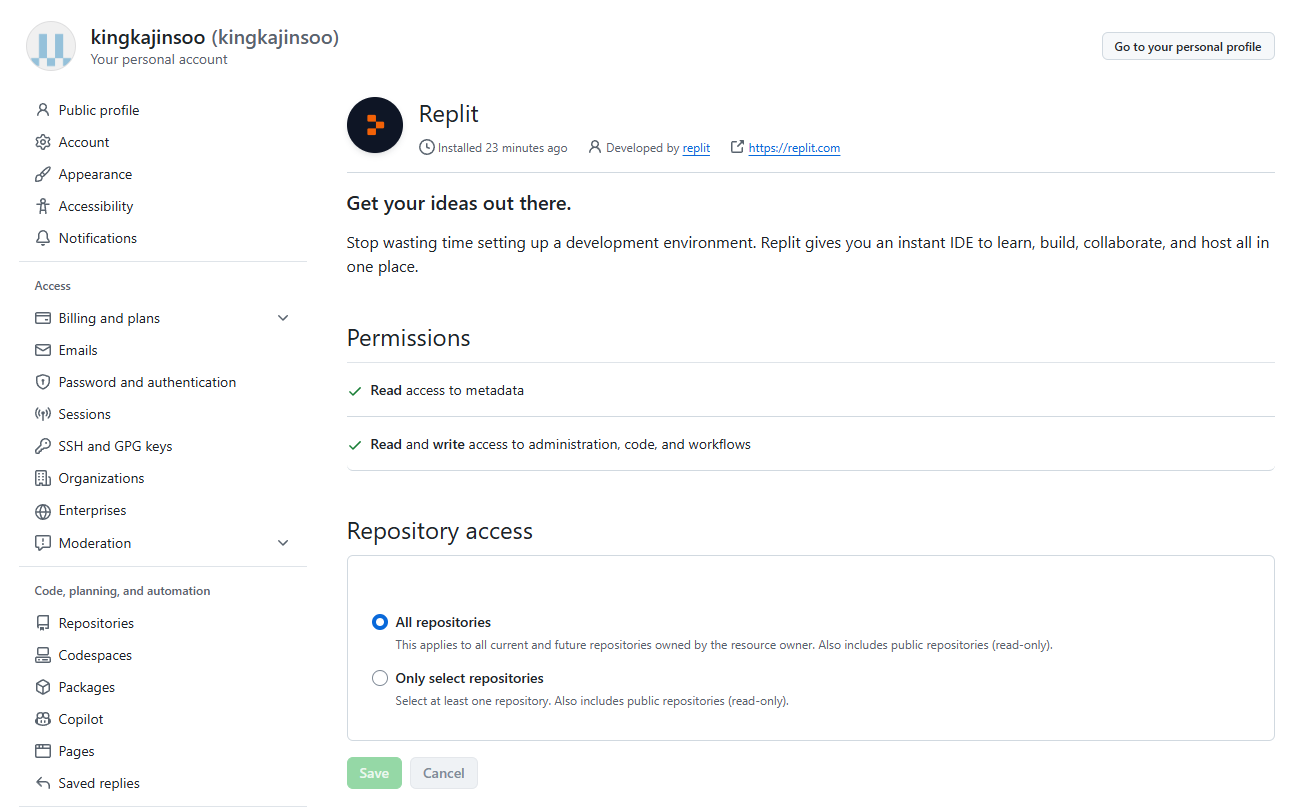 kingkajinsoo (kingkajinsoo)
Your personal account
Go to your personal profile
Public profile
Account
Appearance
Accessibility
Notifications
Access
Billing and plans
Emails
Password and authentication
Sessions
SSH and GPG keys
Organizations
Enterprises
Moderation
Code, planning, and automation
Repositories
Codespaces
Packages
Copilot
Pages
Saved replies
Replit
Installed 23 minutes ago Developed by replit https://replit.com
Get your ideas out there.
Stop wasting time setting up a development environment. Replit gives you an instant IDE to learn, build, collaborate, and host all in
one place.
Permissions
Read access to metadata
Read and write access to administration, code, and workflows
Repository access
All repositories
This applies to all current and future repositories owned by the resource owner. Also includes public repositories (read-only).
Only select repositories
Select at least one repository. Also includes public repositories (read-only).
Save Cancel